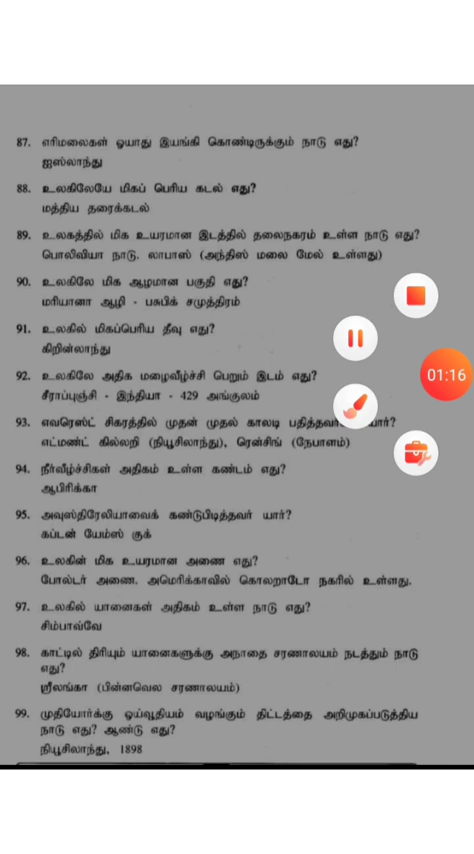 87. எரிமலைகள் ஓயாது இயங்கி கொண்டிருக்கும் நாடு எது?
ஐஸ்லாந்து
88. உலகிலேயே மிகப் பெரிய கடல் எது?
மத்திய தரைக்கடல்
89. உலகத்தில் மிக உயரமான இடத்தில் தலைநகரம் உள்ள நாடு எது?
பொலிவியா நாடு. லாபாஸ் (அந்திஸ் மலை மேல் உள்ளது)
90. உலகிலே மிக ஆழமான பகுதி எது?
மரியானா ஆழி - பசுபிக் சமுத்திரம்
91. உலகில் மிகப்பெரிய தீவு எது?
கிறின்லாந்து
92. உலகிலே அதிக மழைவீழ்ச்சி பெறும் இடம் எது?
சீராப்புஞ்சி - இந்தியா - 429 அங்குலம்
01:16
93. எவரெஸ்ட் சிகரத்தில் முதன் முதல் காலடி பதித்தவர் யார்?
எட்மண்ட் கில்லறி (நியூசிலாந்து), ரென்சிங் (நேபாளம்)
94. நீர்வீழ்ச்சிகள் அதிகம் உள்ள கண்டம் எது?
ஆபிரிக்கா
95. அவுஸ்திரேலியாவைக் கண்டுபிடித்தவர் யார்?
கப்டன் யேம்ஸ் குக்
96. உலகின் மிக உயரமான அணை எது?
போல்டர் அணை. அமெரிக்காவில் கொலறாடோ நகரில் உள்ளது.
97. உலகில் யானைகள் அதிகம் உள்ள நாடு எது?
சிம்பாவ்வே
98. காட்டில் திரியும் யானைகளுக்கு அநாதை சரணாலயம் நடத்தும் நாடு
எது?
ஸ்ரீலங்கா (பின்னவெல சரணாலயம்)
99. முதியோர்க்கு ஓய்வூதியம் வழங்கும் திட்டத்தை அறிமுகப்படுத்திய
நாடு எது? ஆண்டு எது?
நியூசிலாந்து, 1898